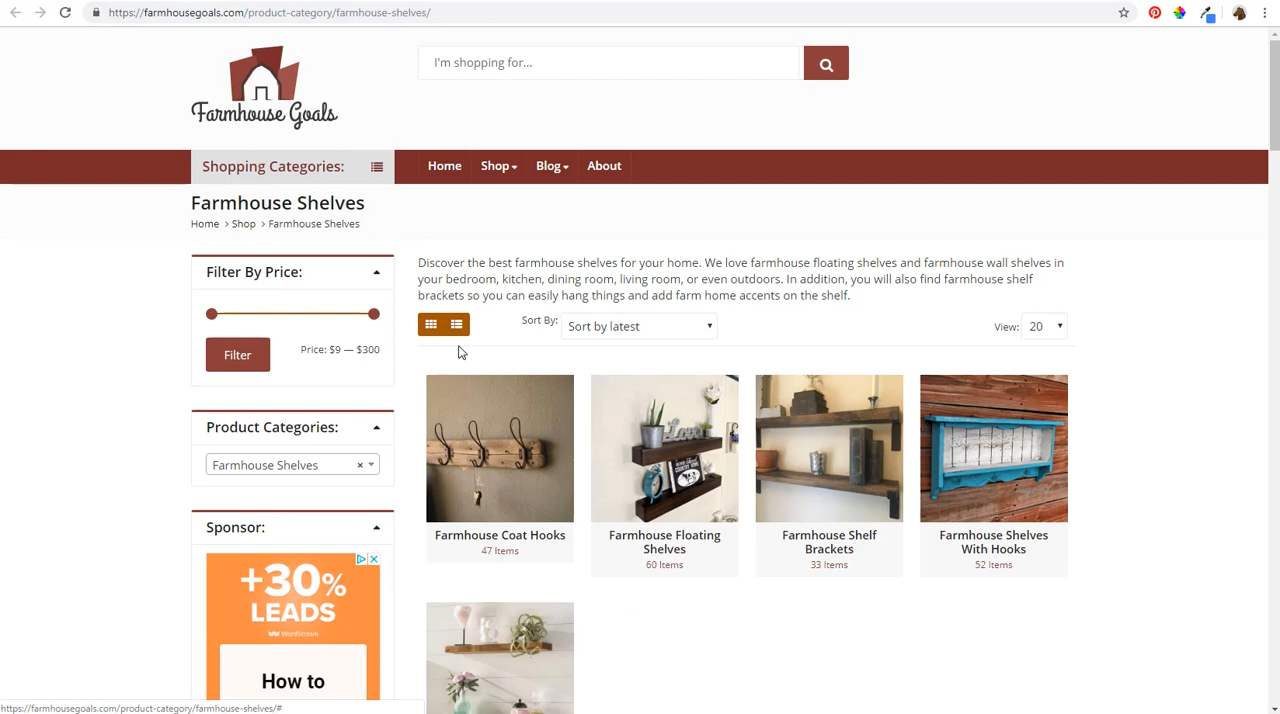 https://farmhousegoals.com/product-category/farmhouse-shelves/
Farmhouse Goals
I'm shopping for...
Shopping Categories:
Home
Shop
Blog
About
Farmhouse Shelves
Home > Shop > Farmhouse Shelves
Filter By Price:
Filter
Price: $9 — $300
Product Categories:
Farmhouse Shelves ×
Sponsor:
+30%
LEADS
WordStream
How to
Discover the best farmhouse shelves for your home. We love farmhouse floating shelves and farmhouse wall shelves in
your bedroom, kitchen, dining room, living room, or even outdoors. In addition, you will also find farmhouse shelf
brackets so you can easily hang things and add farm home accents on the shelf.
Sort By:
Sort by latest
View:
20
Farmhouse Coat Hooks
47 Items
Love
Farmhouse Floating
Shelves
60 Items
Farmhouse Shelf
Brackets
33 Items
Farmhouse Shelves
With Hooks
52 Items
https://farmhousegoals.com/product-category/farmhouse-shelves/#